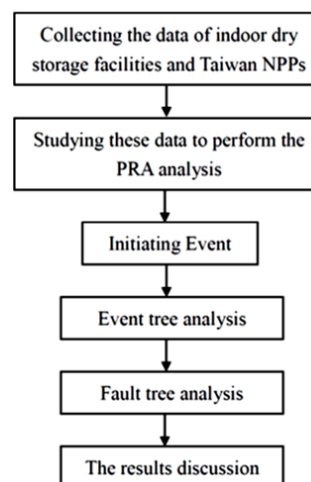 Collecting the data of indoor dry
storage facilities and Taiwan NPPs
Studying these data to perform the
PRA analysis
Initiating Event
Event tree analysis
Fault tree analysis
The results discussion